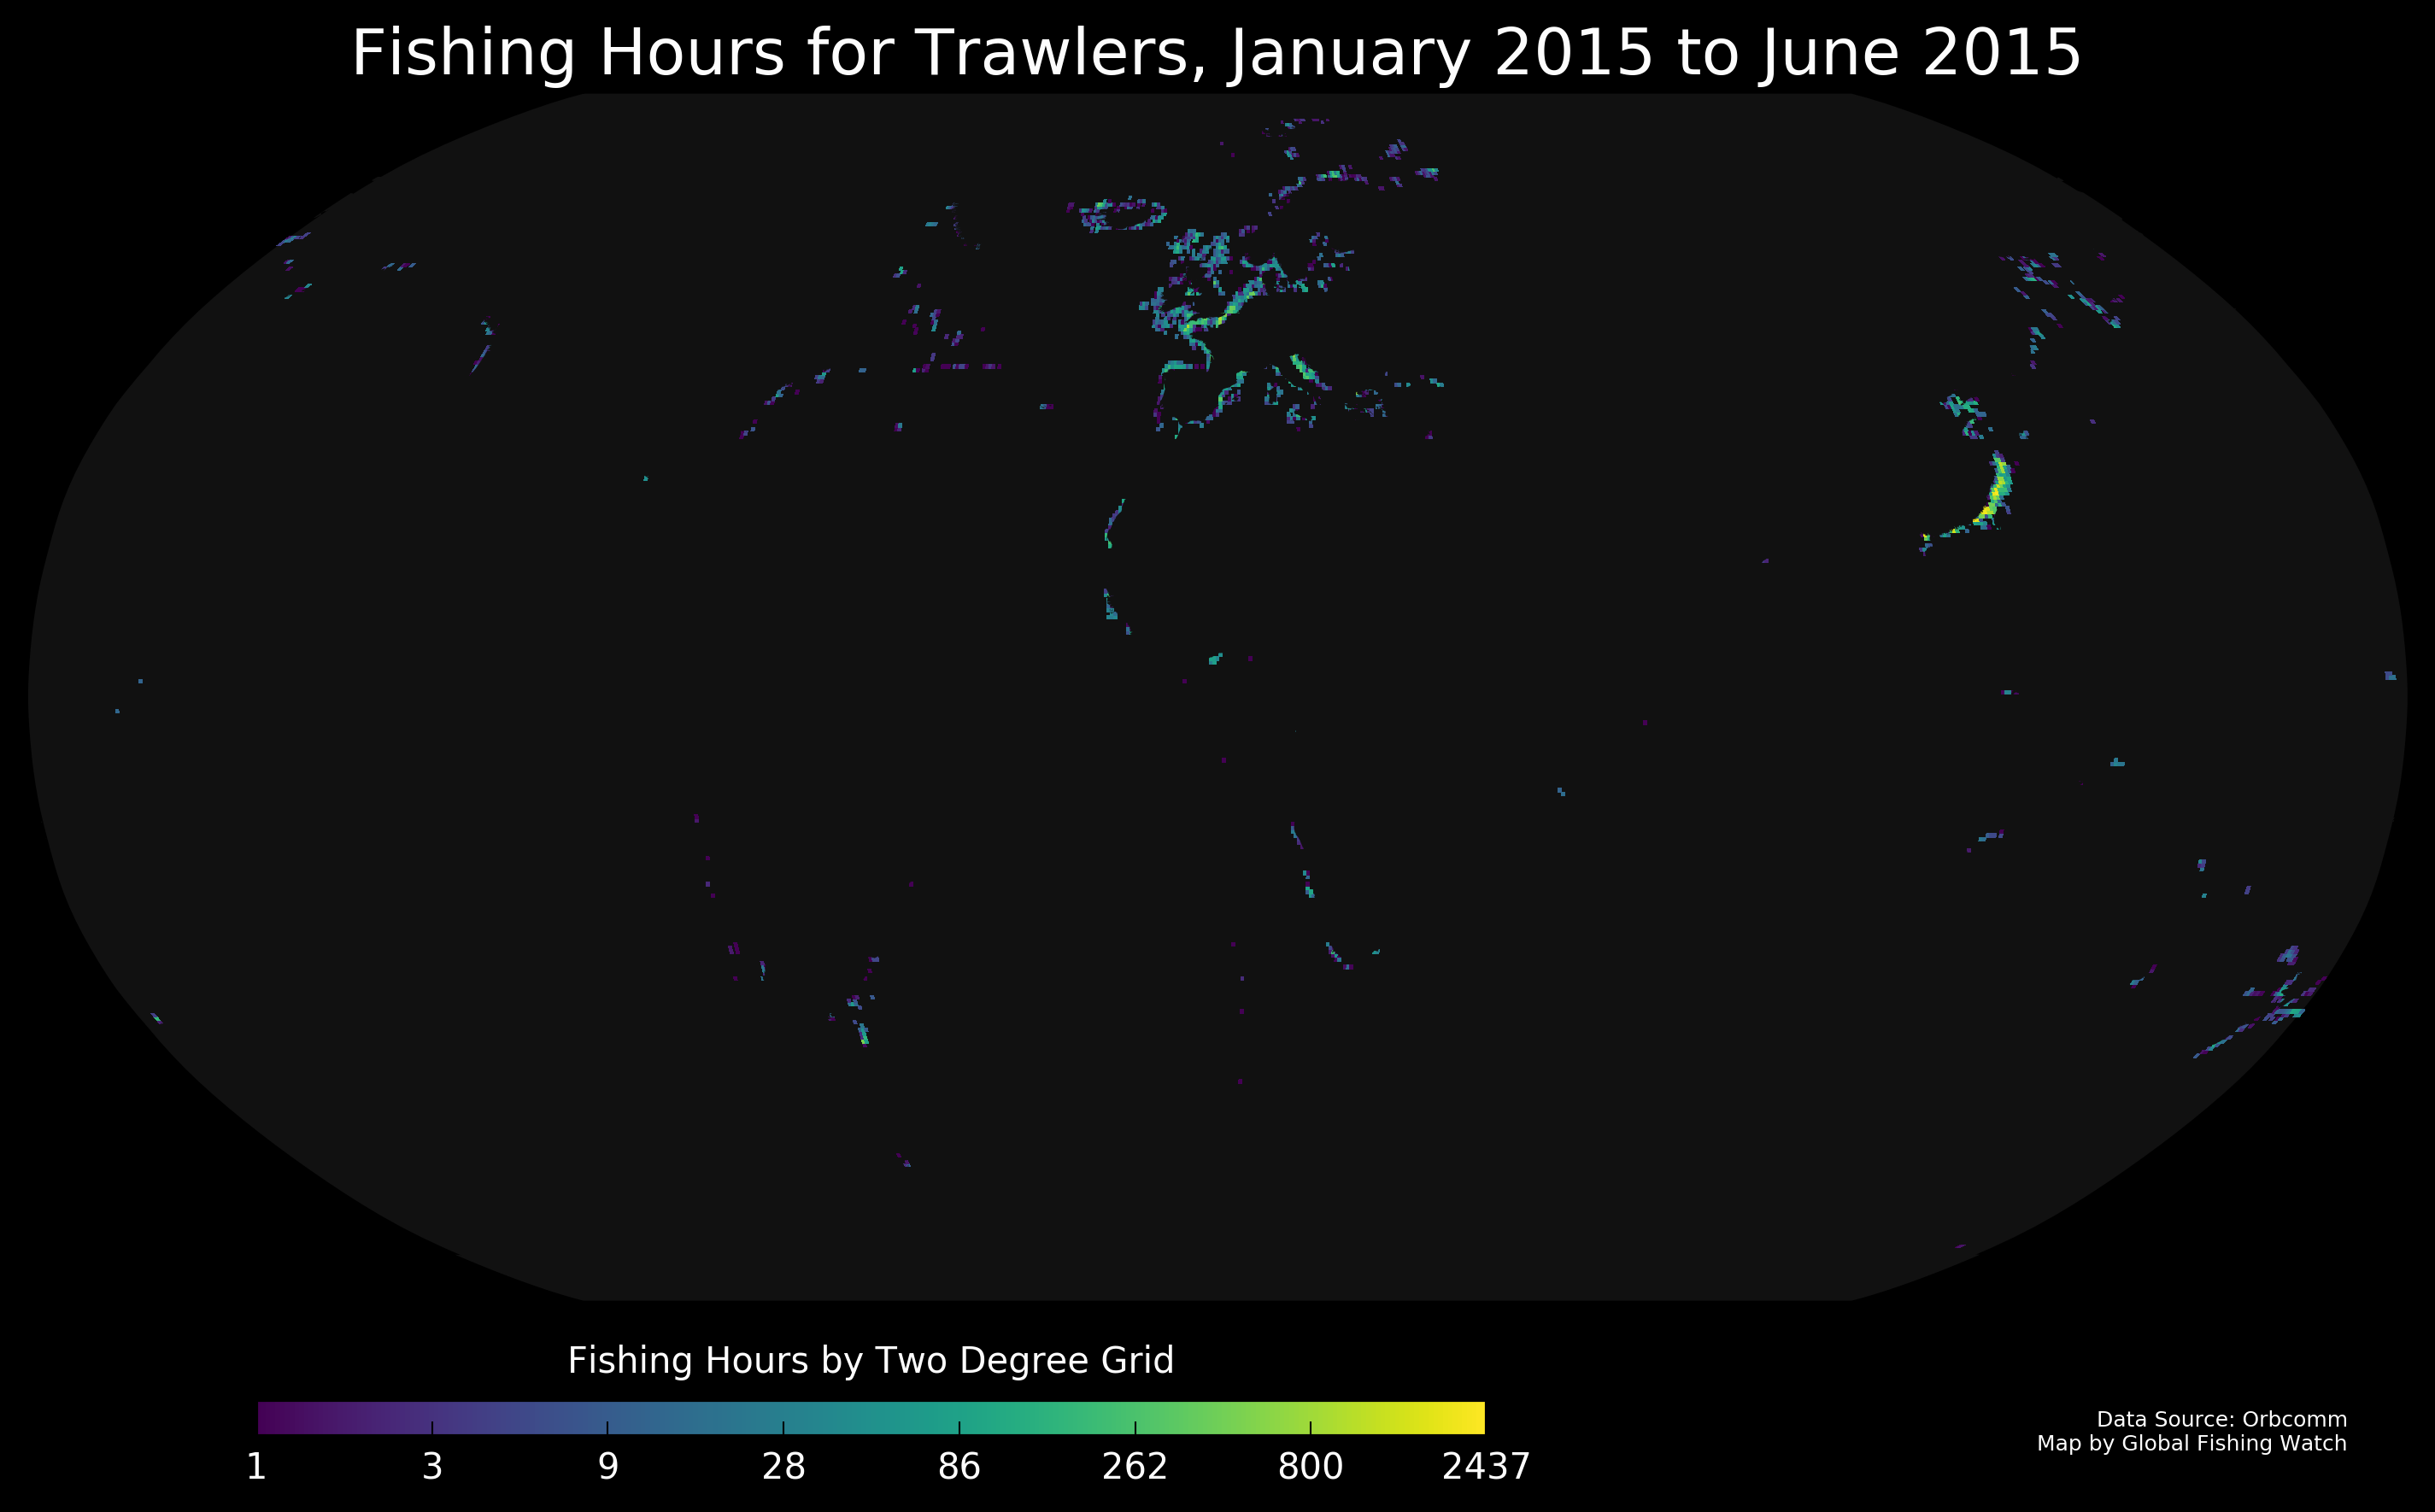 Fishing Hours for Trawlers, January 2015 to June 2015
Fishing Hours by Two Degree Grid
1 3 9 28 86 262 800 2437
Data Source: Orbcomm
Map by Global Fishing Watch